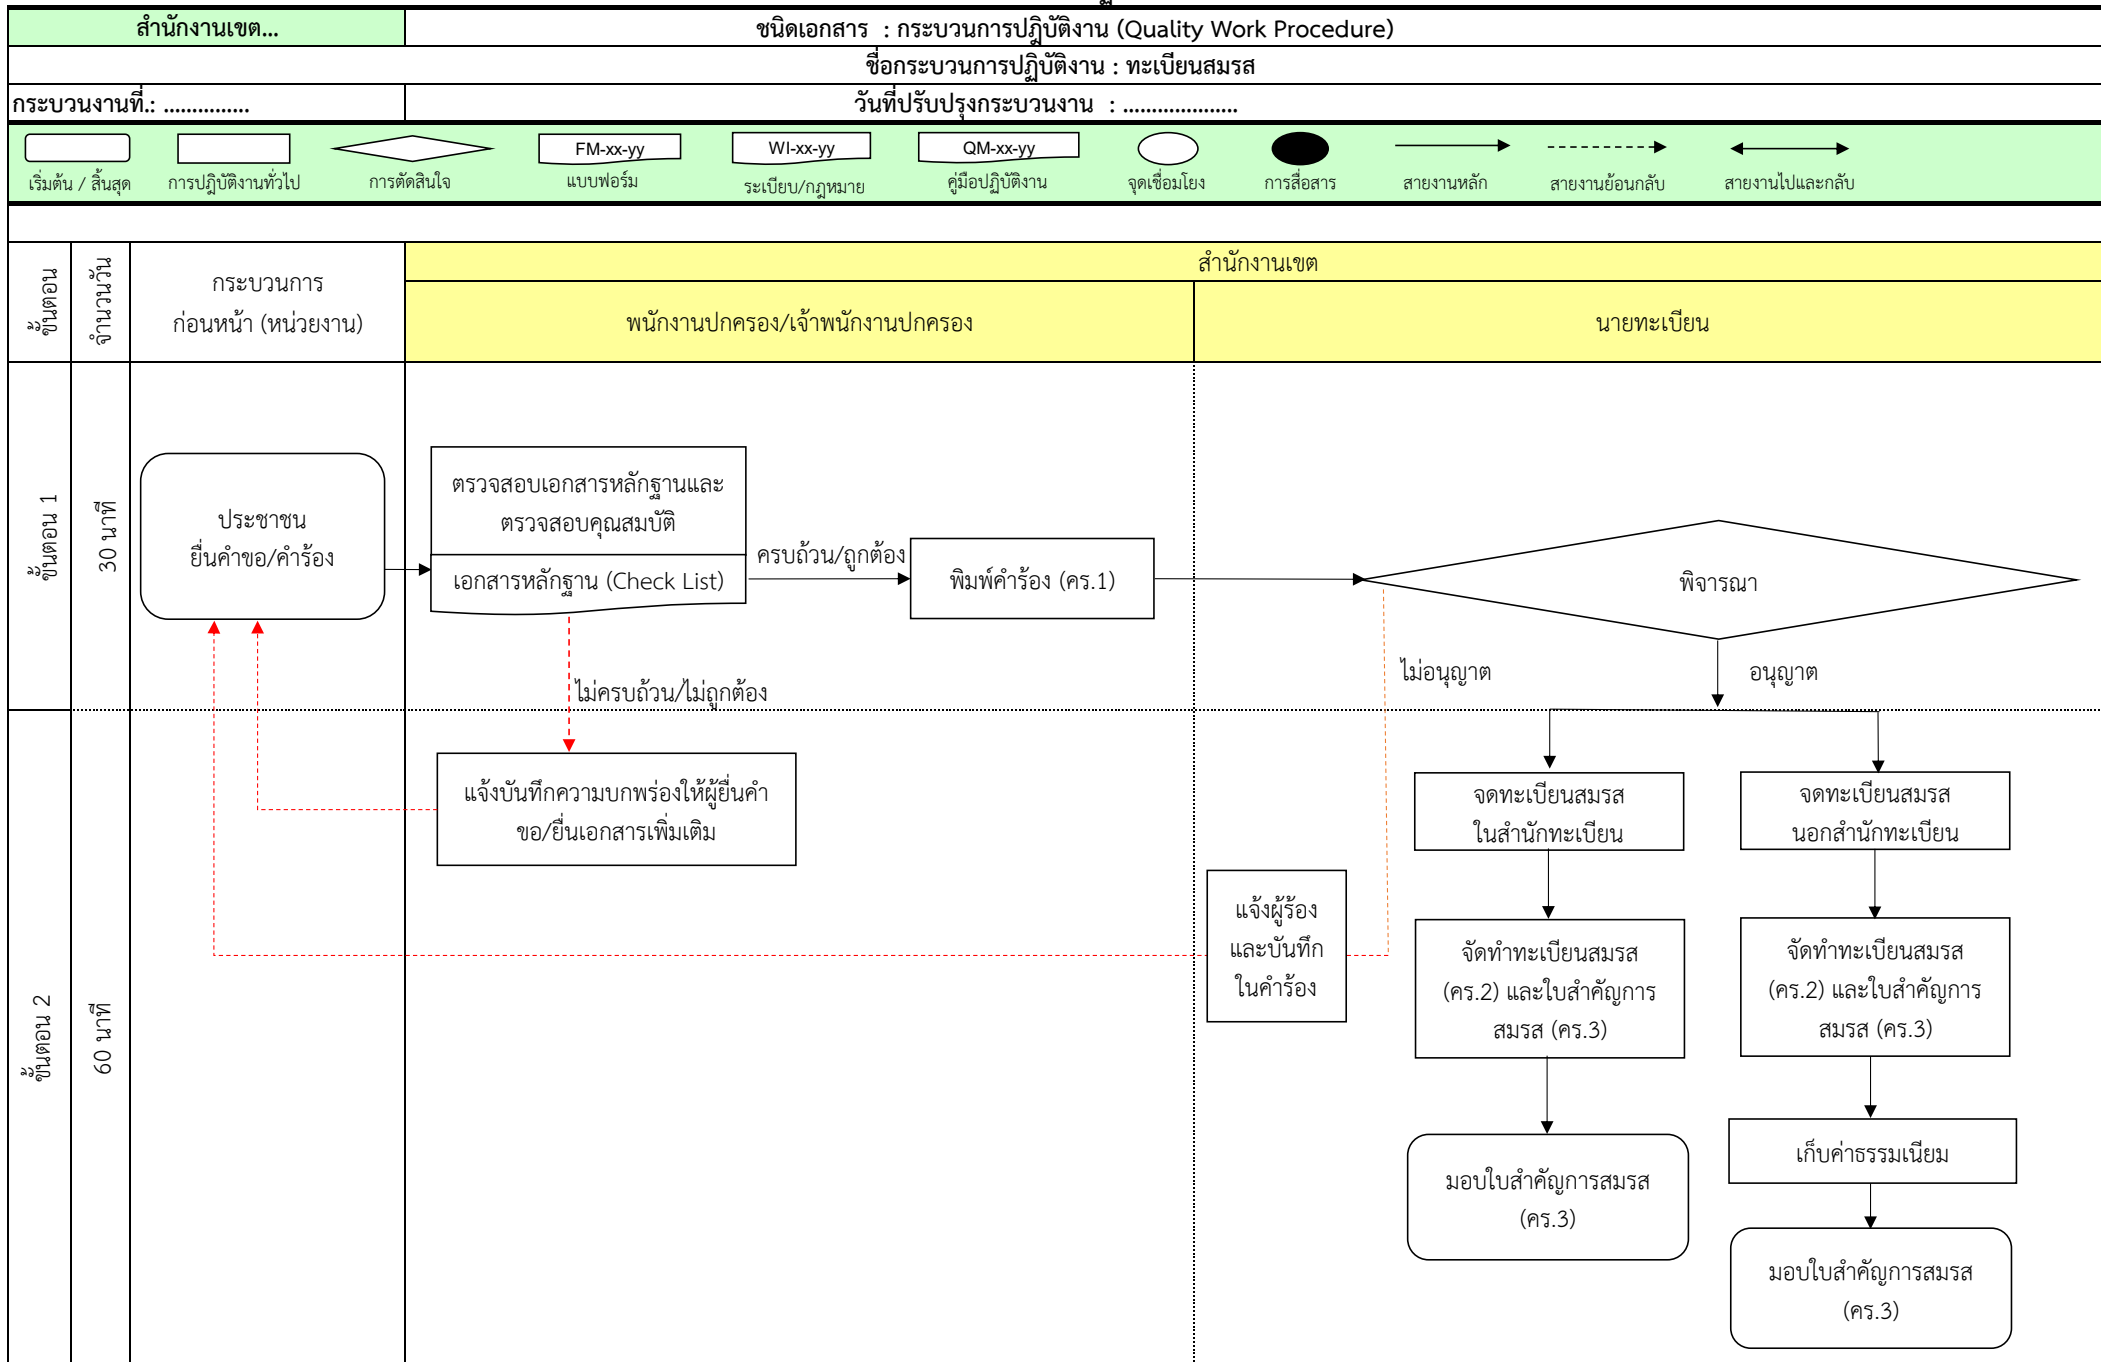 สำนักงานเขต...
ชนิดเอกสาร : กระบวนการปฏิบัติงาน (Quality Work Procedure)
ชื่อกระบวนการปฏิบัติงาน : ทะเบียนสมรส
กระบวนงานที่.: ...............
วันที่ปรับปรุงกระบวนงาน : ....................
FM-xx-yy
WI-xx-yy
QM-xx-yy
เริ่มต้น / สิ้นสุด
การปฏิบัติงานทั่วไป
การตัดสินใจ
แบบฟอร์ม
ระเบียบ/กฎหมาย
คู่มือปฏิบัติงาน
จุดเชื่อมโยง
การสื่อสาร
สายงานหลัก
สายงานย้อนกลับ
สายงานไปและกลับ
ขั้นตอน
จำนวนวัน
กระบวนการ
ก่อนหน้า (หน่วยงาน)
สำนักงานเขต
พนักงานปกครอง/เจ้าพนักงานปกครอง
นายทะเบียน
ขั้นตอน 1
30 นาที
ประชาชน
ยื่นคำขอ/คำร้อง
ตรวจสอบเอกสารหลักฐานและ
ตรวจสอบคุณสมบัติ
เอกสารหลักฐาน (Check List)
ครบถ้วน/ถูกต้อง
พิมพ์คำร้อง (คร.1)
พิจารณา
ไม่ครบถ้วน/ไม่ถูกต้อง
ไม่อนุญาต
อนุญาต
ขั้นตอน 2
60 นาที
แจ้งบันทึกความบกพร่องให้ผู้ยื่นคำ
ขอ/ยื่นเอกสารเพิ่มเติม
แจ้งผู้ร้อง
และบันทึก
ในคำร้อง
จดทะเบียนสมรส
ในสำนักทะเบียน
จดทะเบียนสมรส
นอกสำนักทะเบียน
จัดทำทะเบียนสมรส
(คร.2) และใบสำคัญการ
สมรส (คร.3)
จัดทำทะเบียนสมรส
(คร.2) และใบสำคัญการ
สมรส (คร.3)
เก็บค่าธรรมเนียม
มอบใบสำคัญการสมรส
(คร.3)
มอบใบสำคัญการสมรส
(คร.3)